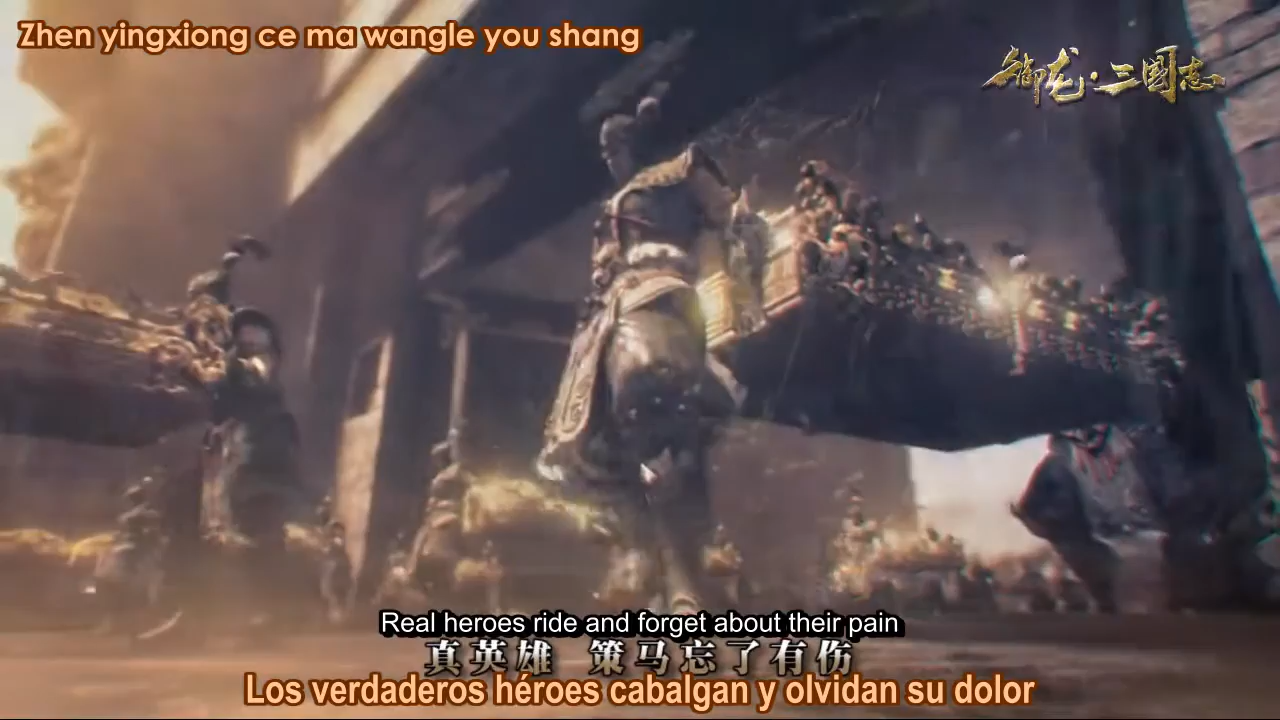 Zhen yingxiong ce ma wangle you shang
御龙·三國志
Real heroes ride and forget about their pain
真英雄 策马忘了有伤
Los verdaderos héroes cabalgan y olvidan su dolor